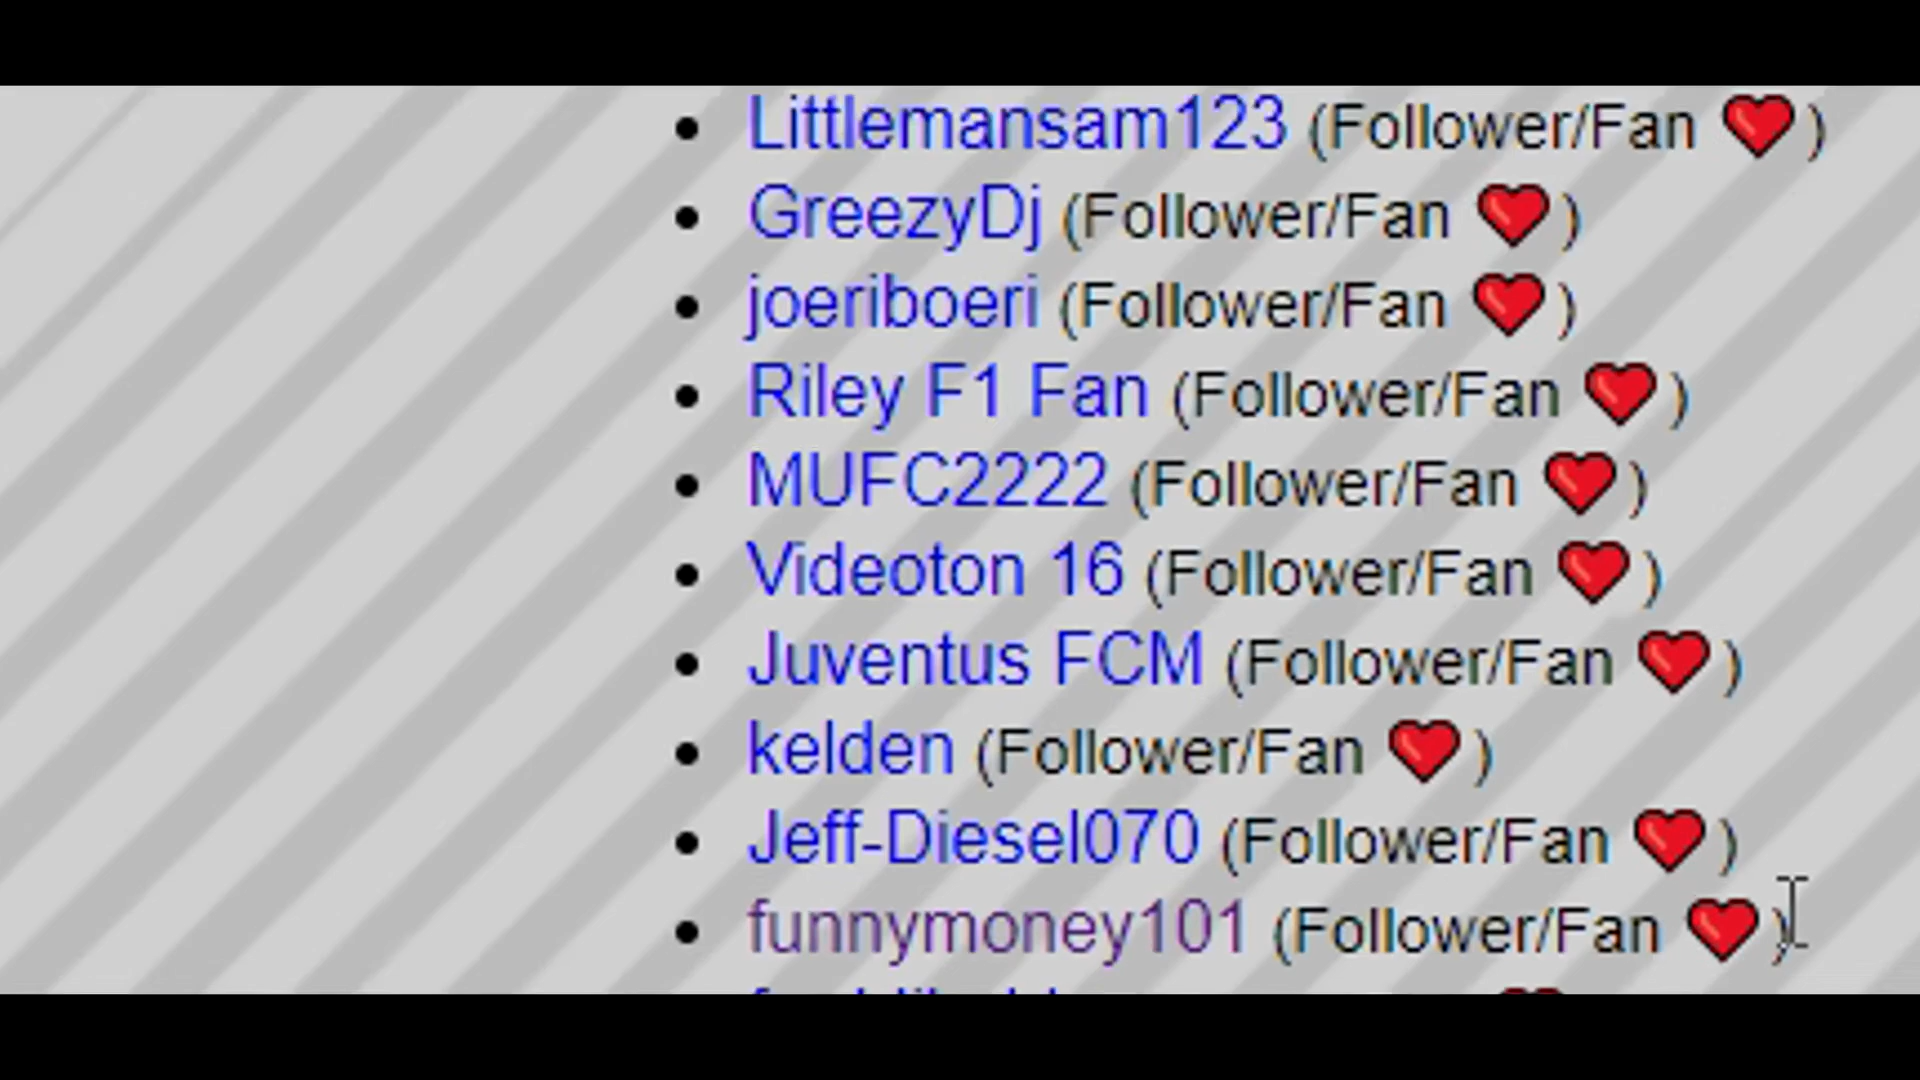 Littlemansam123 (Follower/Fan ❤)
GreezyDj (Follower/Fan ❤)
joeriboeri (Follower/Fan ❤)
Riley F1 Fan (Follower/Fan ❤)
MUFC2222 (Follower/Fan ❤)
Videoton 16 (Follower/Fan ❤)
Juventus FCM (Follower/Fan ❤)
kelden (Follower/Fan ❤)
Jeff-Diesel070 (Follower/Fan ❤)
funnymoney101 (Follower/Fan ❤)